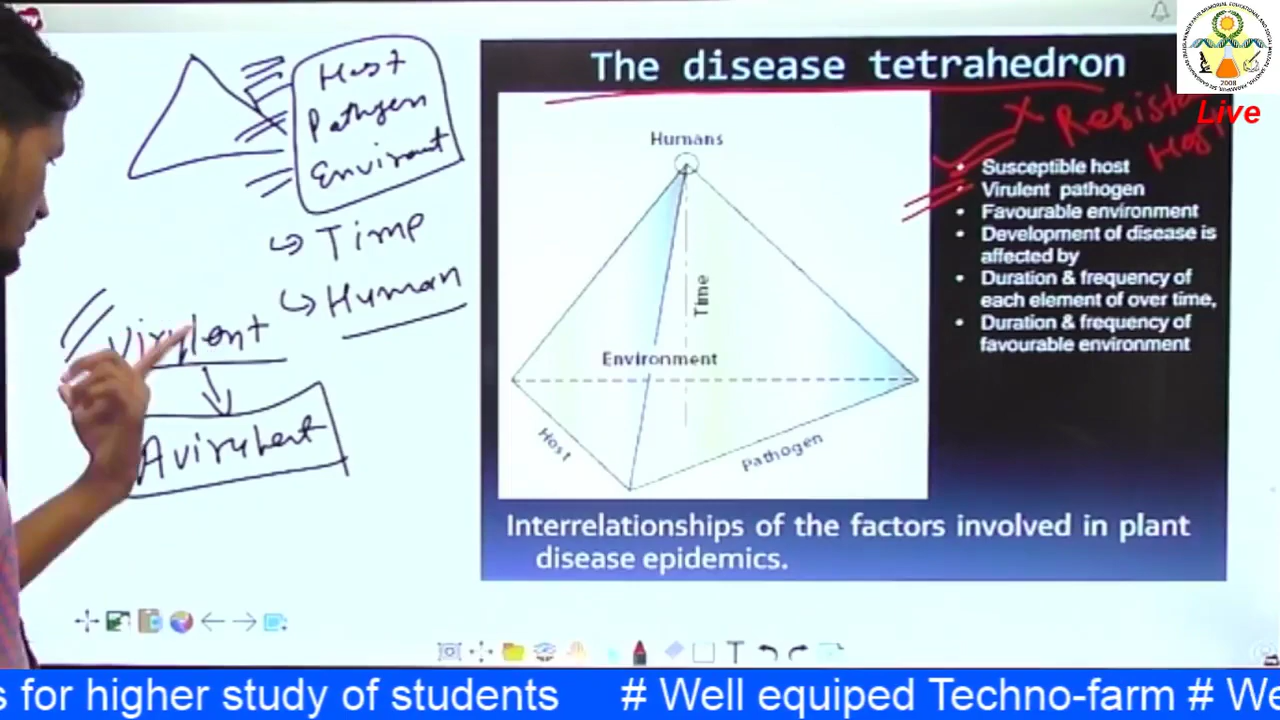 Host
Pathogen
Enviromt
↳ Time
↳ Human
Virulent
Avirulent
The disease tetrahedron
Humans
Time
Environment
Host
Pathogen
X Resista
Host
• Susceptible host
• Virulent pathogen
• Favourable environment
• Development of disease is
affected by
• Duration & frequency of
each element of over time,
• Duration & frequency of
favourable environment
Interrelationships of the factors involved in plant
disease epidemics.
2008
Live
s for higher study of students # Well equiped Techno-farm # We